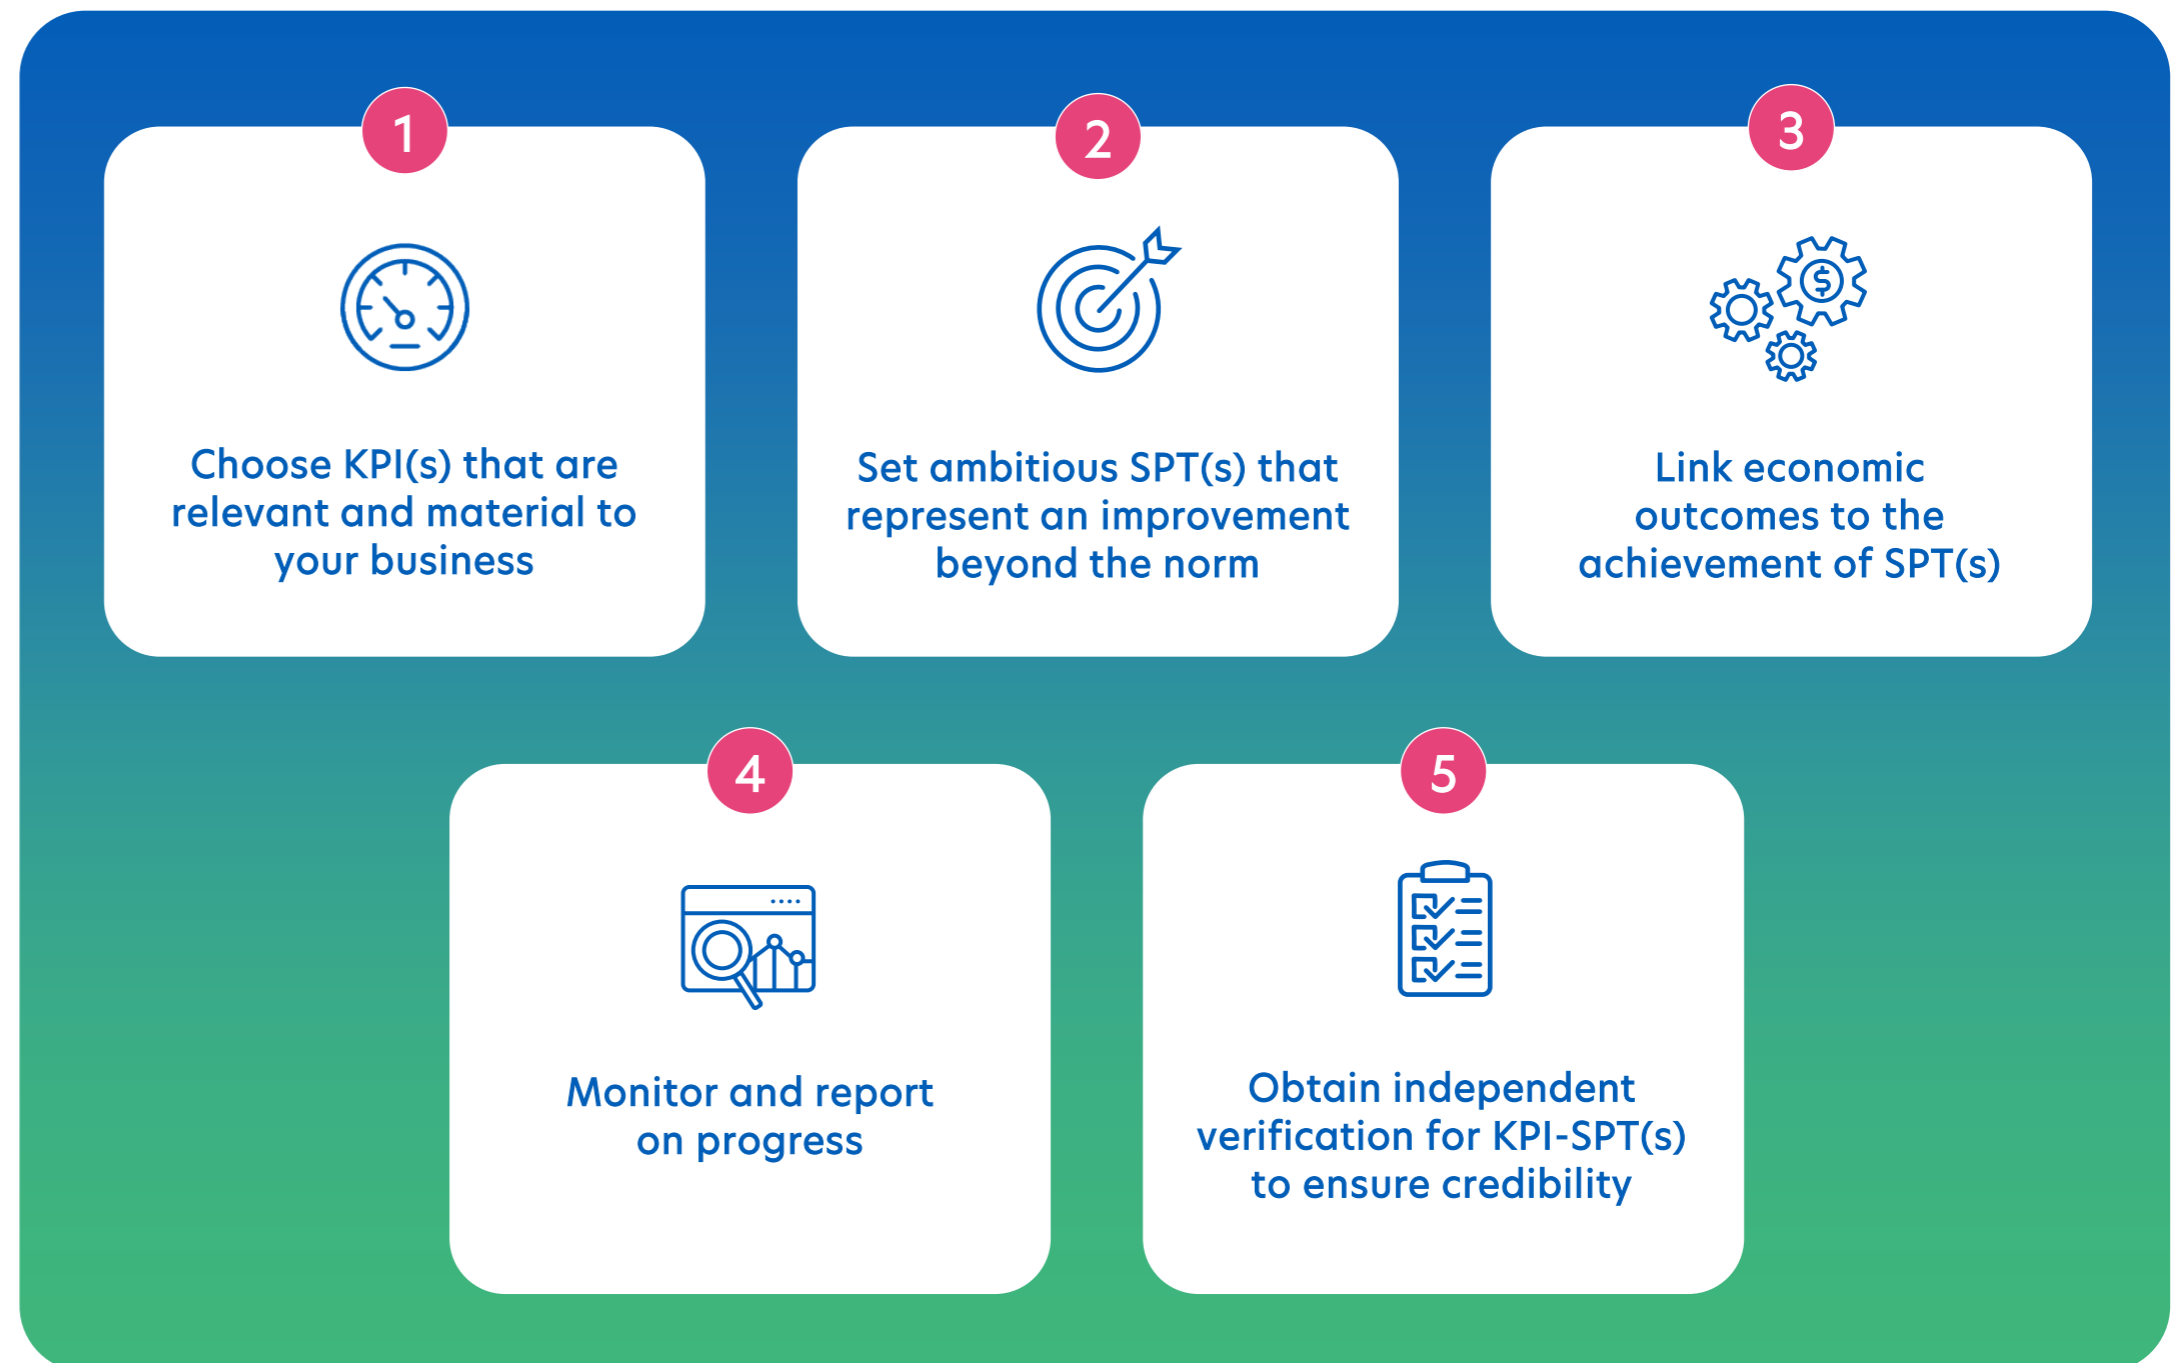 1
Choose KPI(s) that are
relevant and material to
your business
2
Set ambitious SPT(s) that
represent an improvement
beyond the norm
3
$
Link economic
outcomes to the
achievement of SPT(s)
4
Monitor and report
on progress
5
Obtain independent
verification for KPI-SPT(s)
to ensure credibility